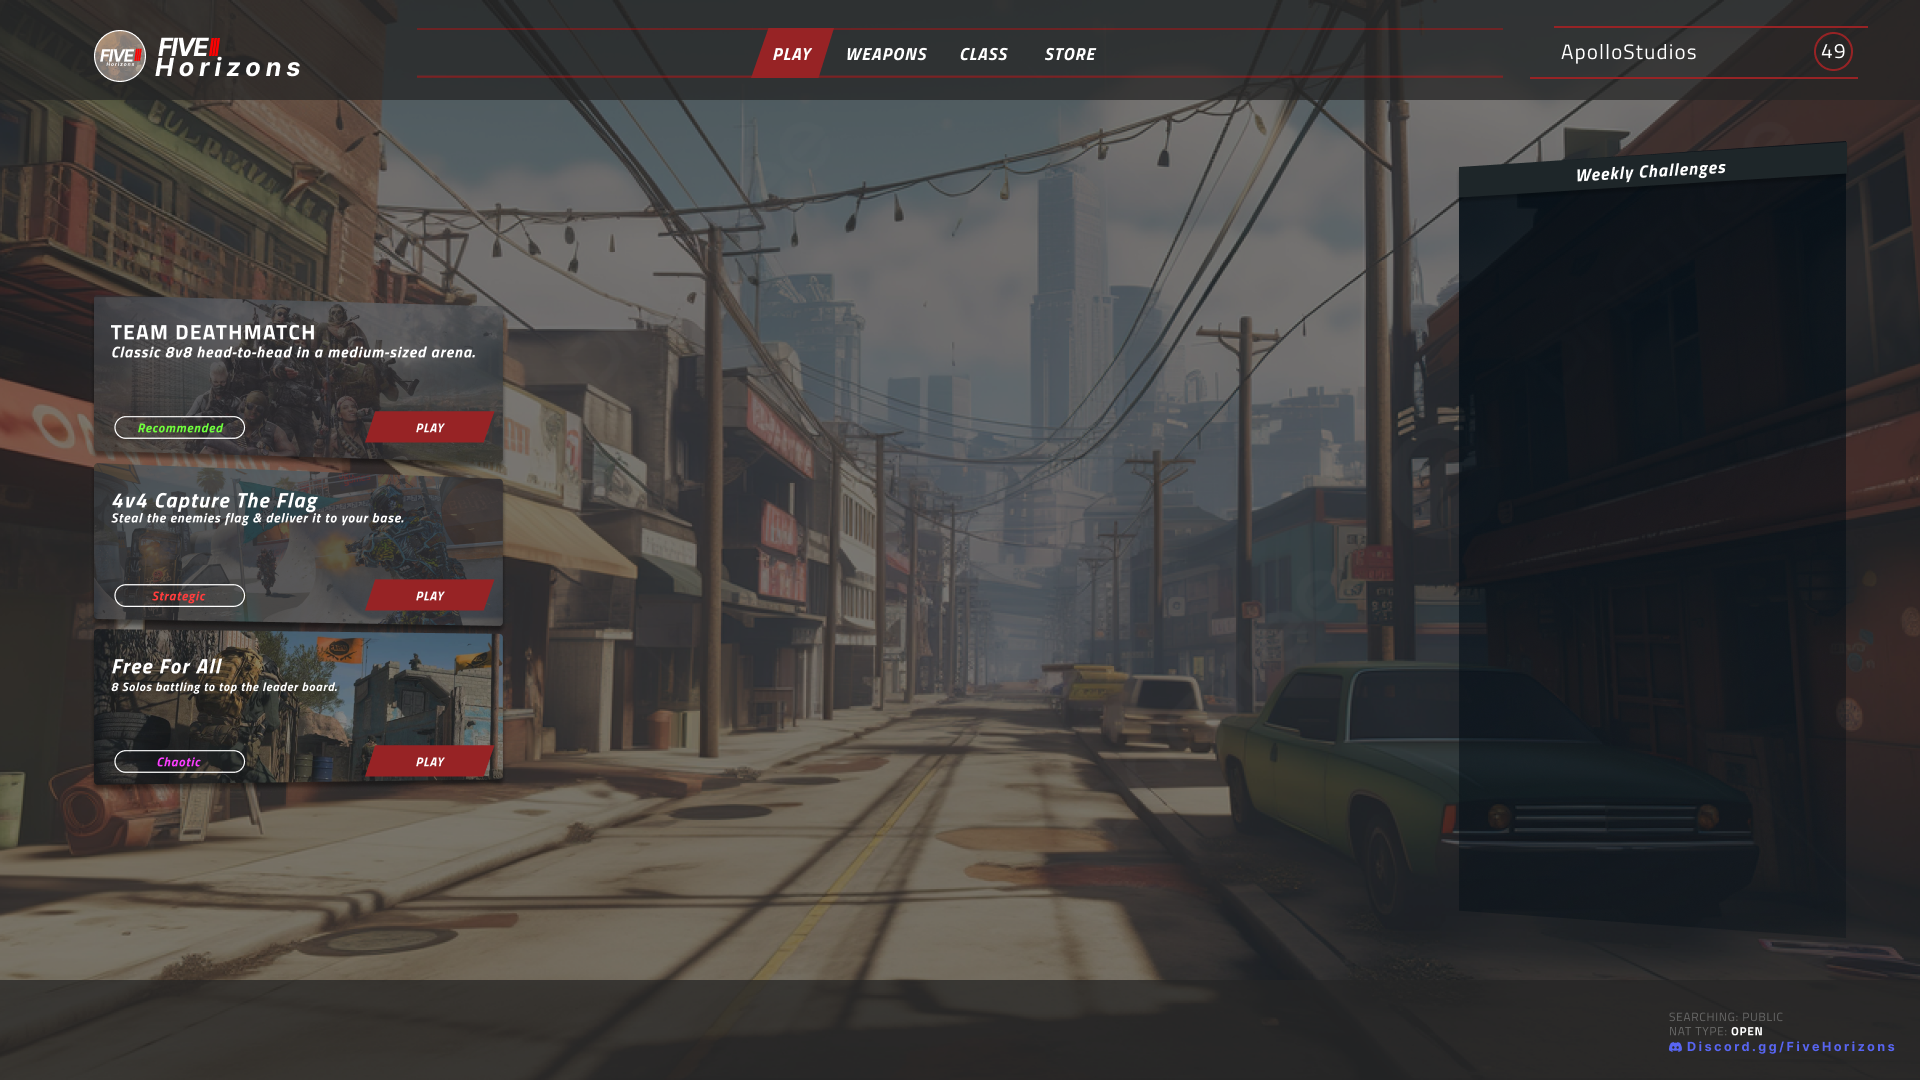 FIVE
Horizons
FIVE
Horizons
PLAY
WEAPONS
CLASS
STORE
ApolloStudios
49
Weekly Challenges
TEAM DEATHMATCH
Classic 8v8 head-to-head in a medium-sized arena.
Recommended
PLAY
4v4 Capture The Flag
Steal the enemies flag & deliver it to your base.
Strategic
PLAY
Free For All
8 Solos battling to top the leader board.
Chaotic
PLAY
SEARCHING: PUBLIC
NAT TYPE: OPEN
Discord.gg/FiveHorizons